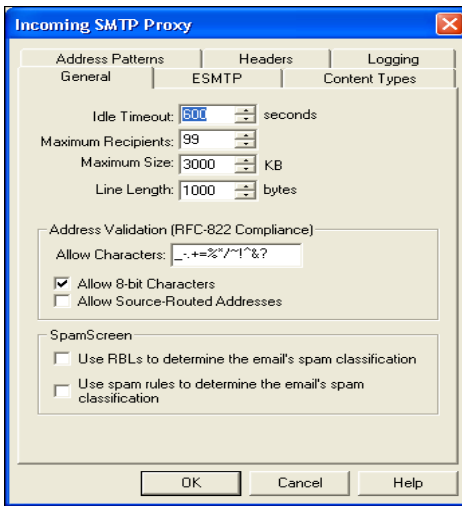 Incoming SMTP Proxy
Address Patterns Headers Logging
General ESMTP Content Types
Idle Timeout: 600 seconds
Maximum Recipients: 99
Maximum Size: 3000 KB
Line Length: 1000 bytes
Address Validation (RFC-822 Compliance)
Allow Characters: _-.+=%*/~!^&?
Allow 8-bit Characters
Allow Source-Routed Addresses
SpamScreen
Use RBLs to determine the email's spam classification
Use spam rules to determine the email's spam
classification
OK Cancel Help